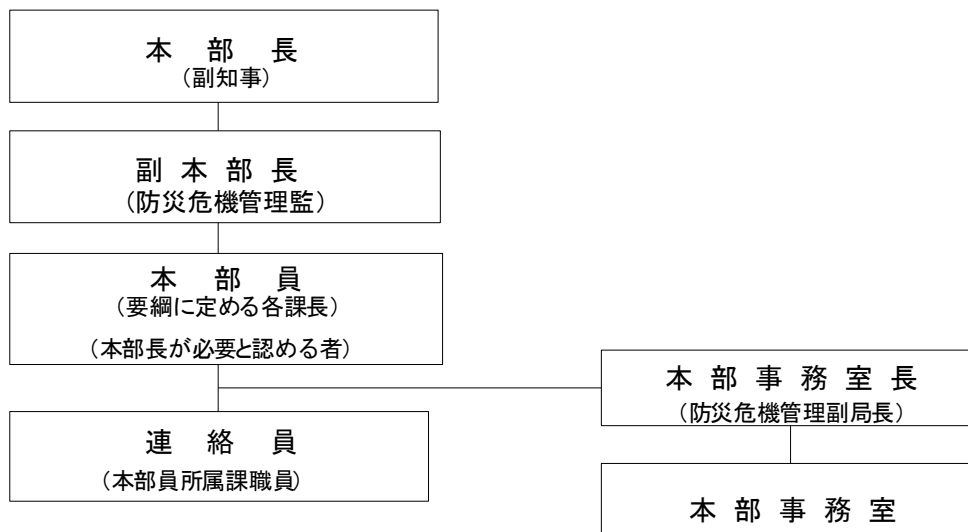 本　部　長
（副知事）
副 本 部 長
（防災危機管理監）
本　部　員
（要綱に定める各課長）
（本部長が必要と認める者）
本 部 事 務 室 長
（防災危機管理副局長）
連　絡　員
（本部員所属課職員）
本 部 事 務 室